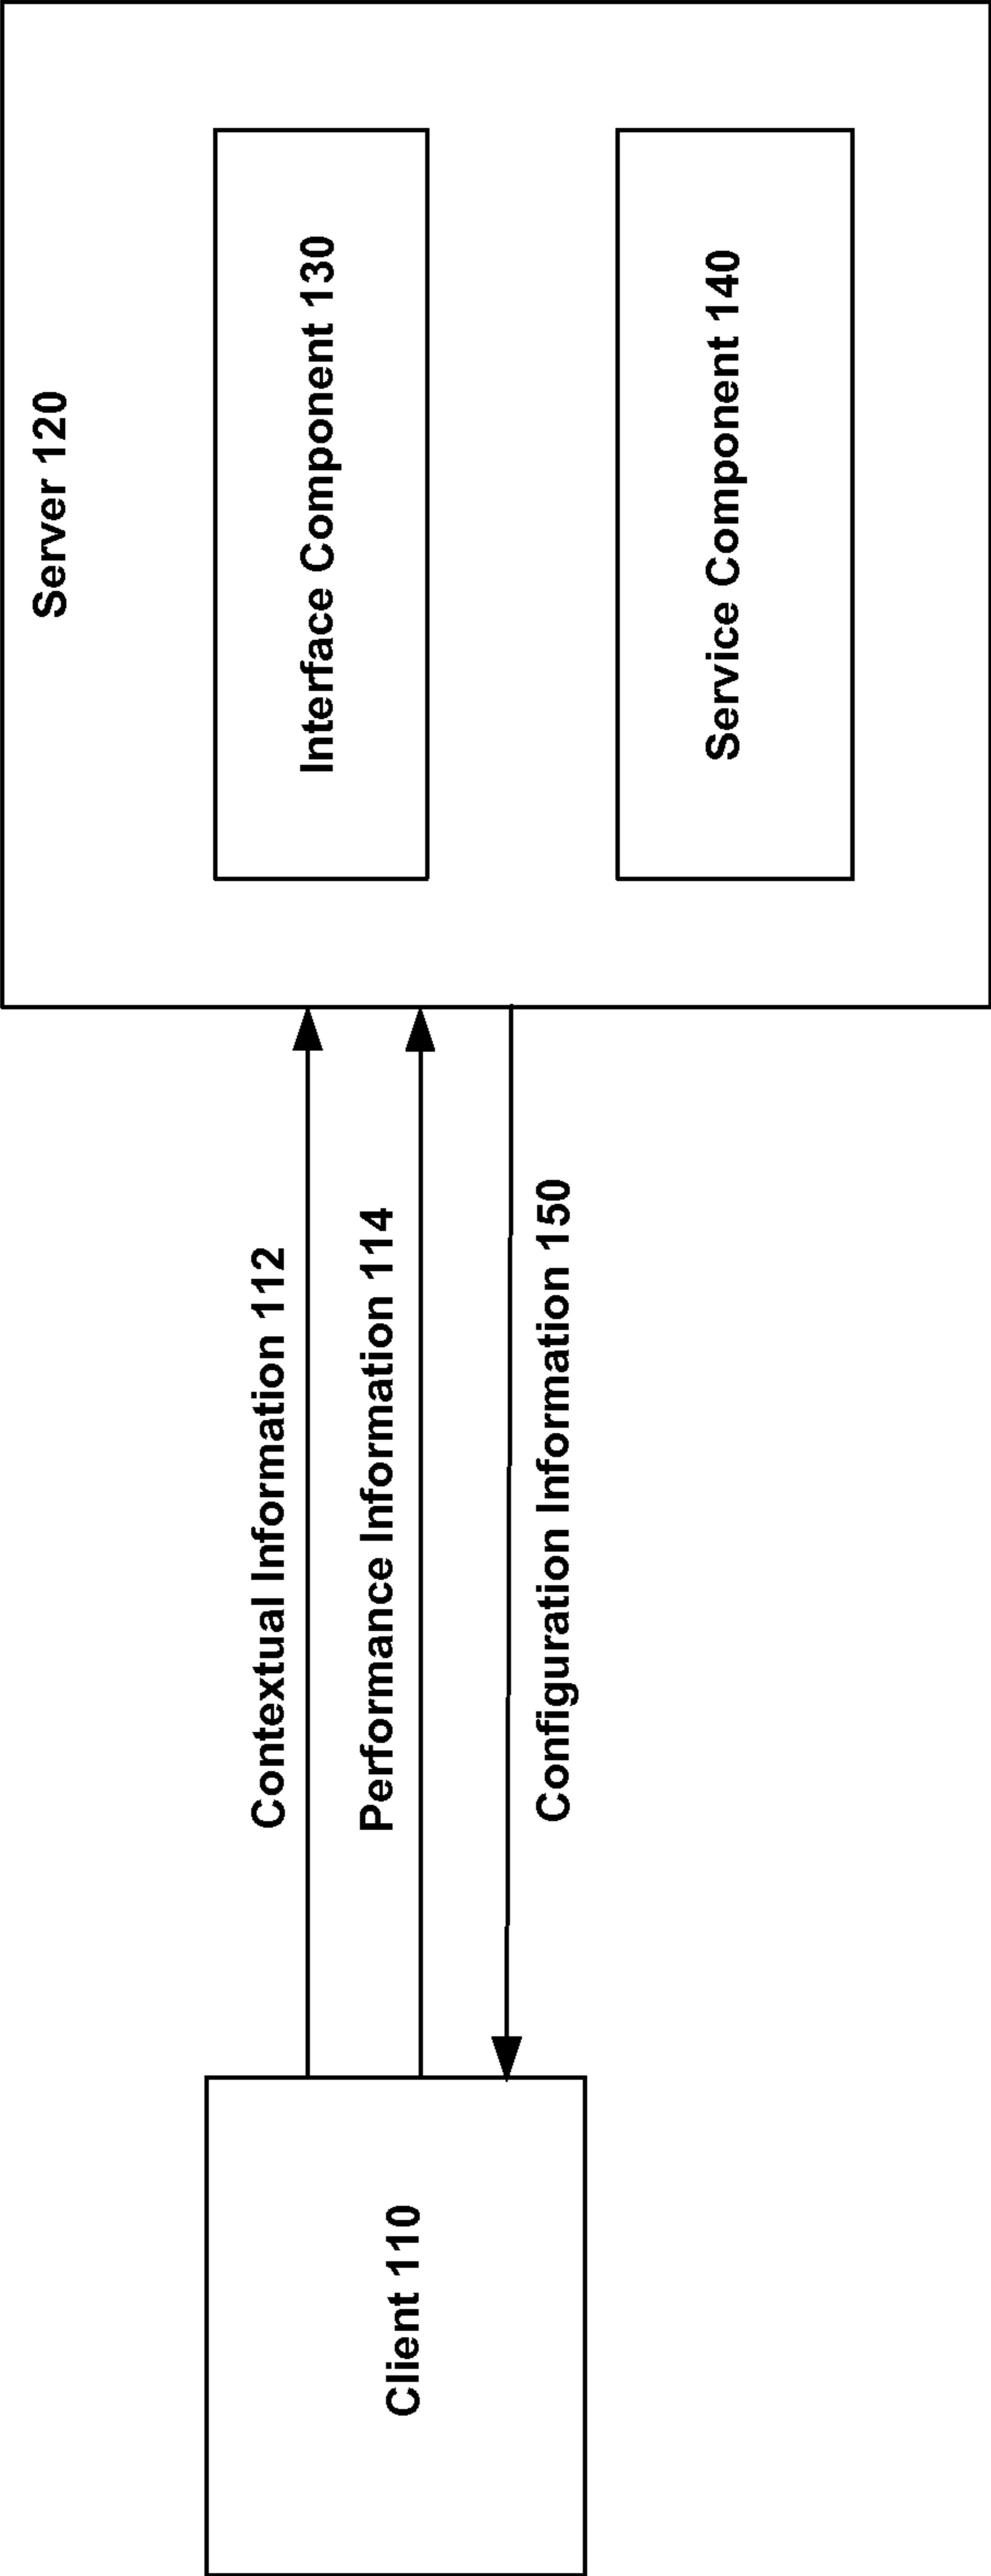 Server 120
Interface Component 130
Service Component 140
Contextual Information 112
Performance Information 114
Configuration Information 150
Client 110